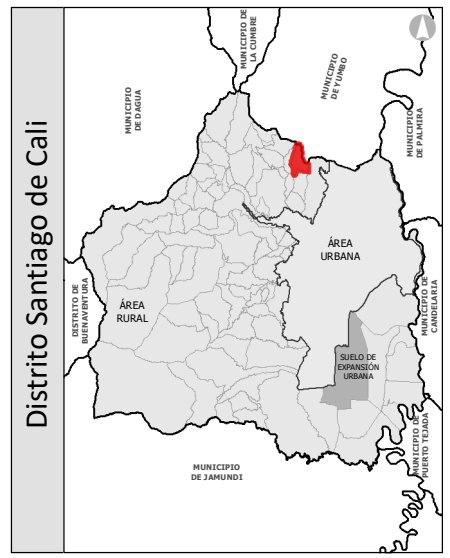 Distrito Santiago de Cali
MUNICIPIO DE
LA CUMBRE
MUNICIPIO
DE YUMBO
MUNICIPIO
DE DAGUA
MUNICIPIO
DE PALMIRA
ÁREA
URBANA
DISTRITO DE
BUENAVENTURA
ÁREA
RURAL
MUNICIPIO DE
CANDELARIA
SUELO DE
EXPANSIÓN
URBANA
MUNICIPIO DE
PUERTO TEJADA
MUNICIPIO
DE JAMUNDI